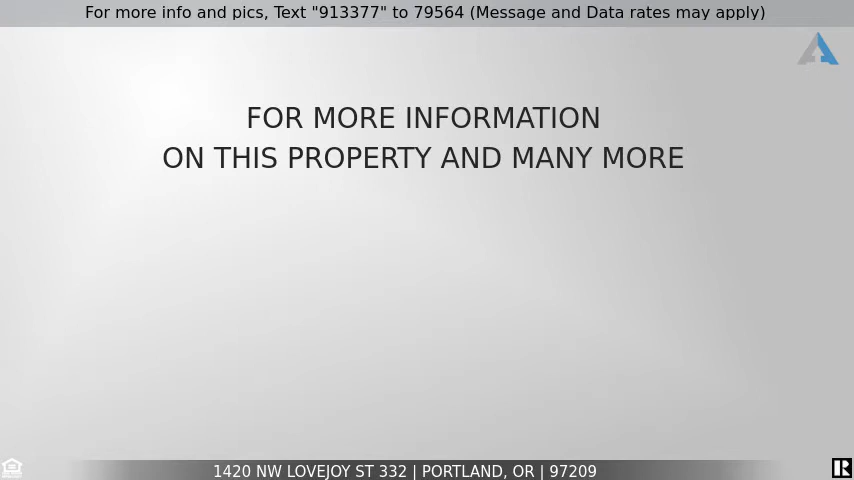 For more info and pics, Text "913377" to 79564 (Message and Data rates may apply)
FOR MORE INFORMATION
ON THIS PROPERTY AND MANY MORE
1420 NW LOVEJOY ST 332 | PORTLAND, OR | 97209